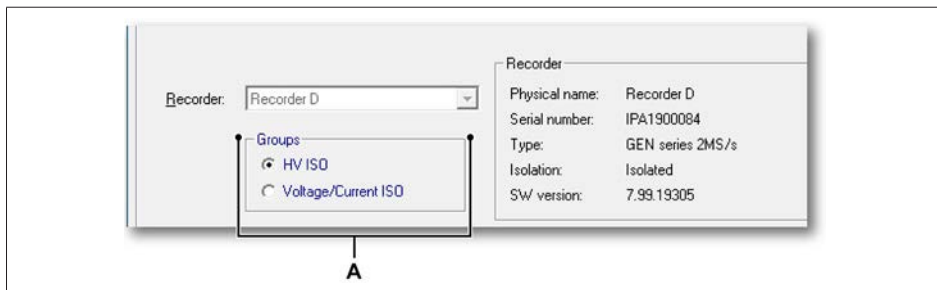 Recorder: Recorder D
Groups
HV ISO
Voltage/Current ISO
Recorder
Physical name: Recorder D
Serial number: IPA1900084
Type: GEN series 2MS/s
Isolation: Isolated
SW version: 7.99.19305
A